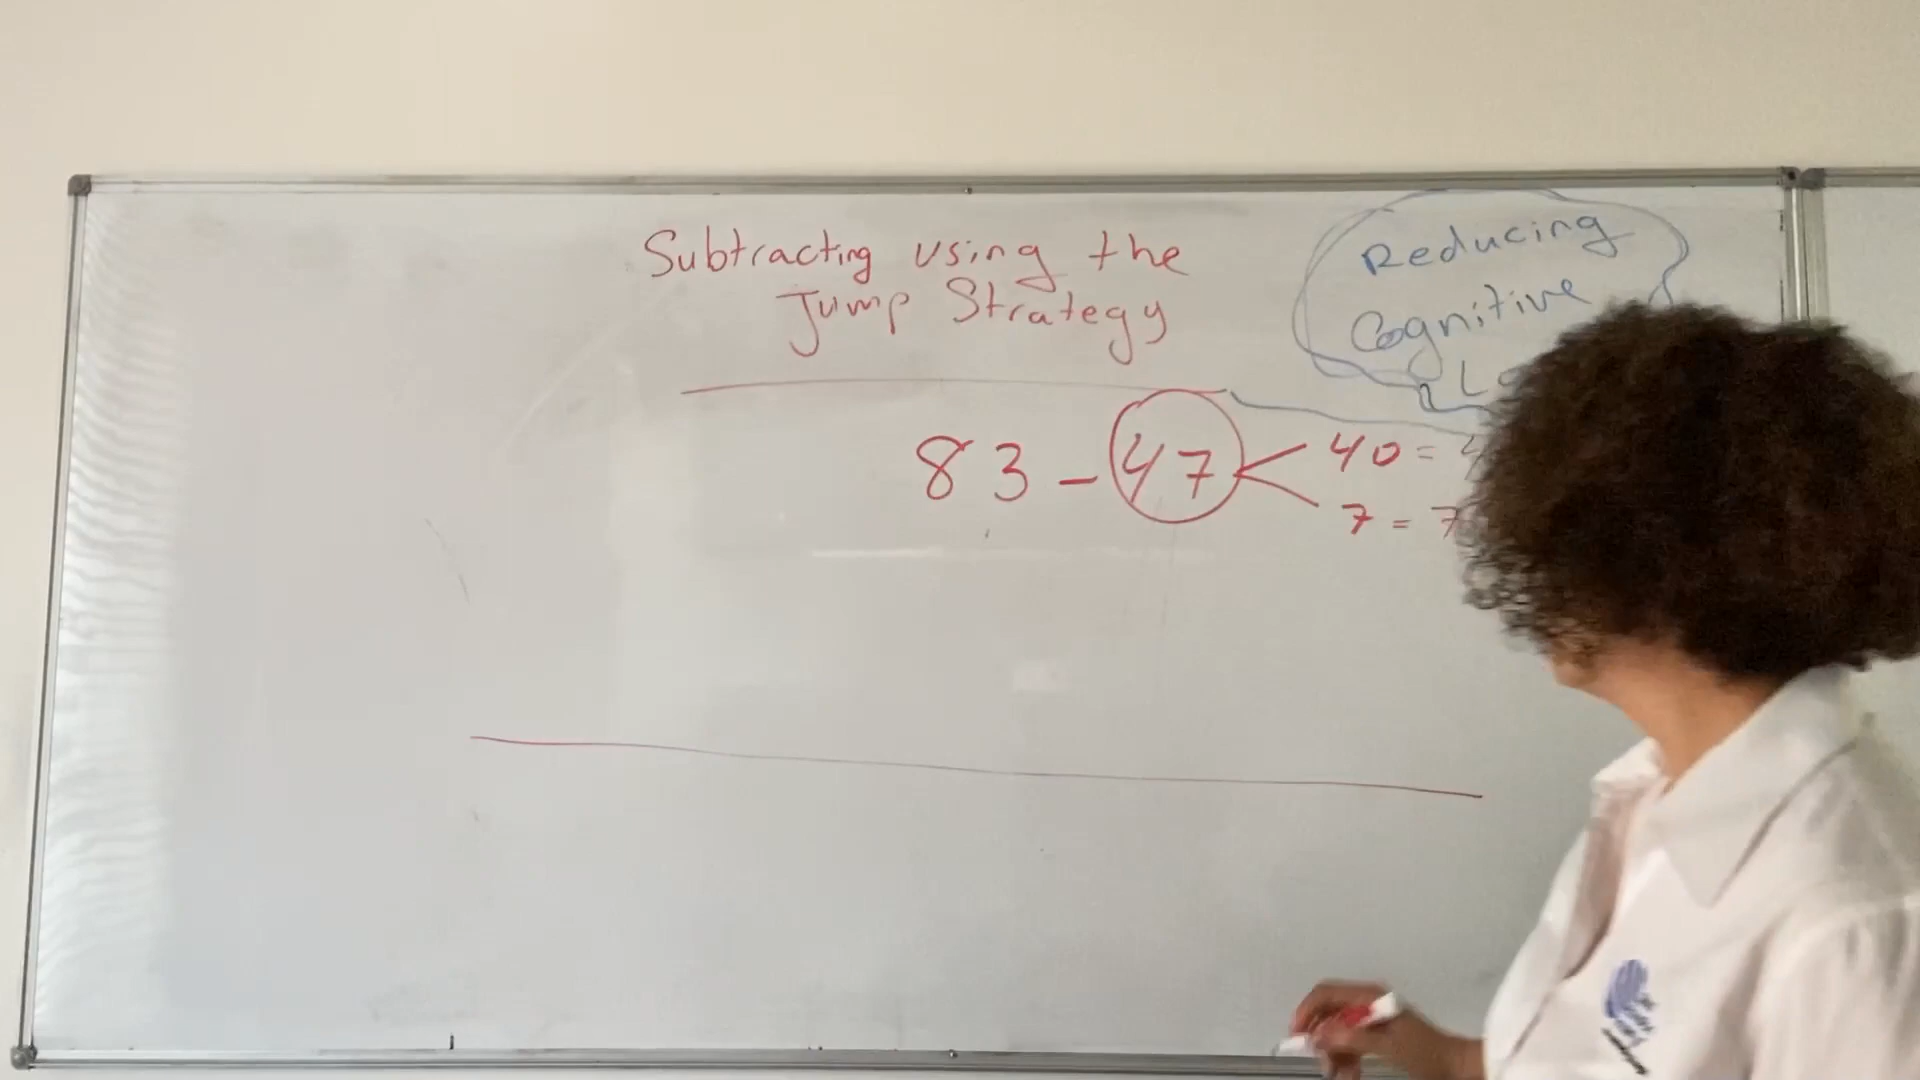 Subtracting using the
Jump Strategy
Reducing
Cognitive
83 - 47
40 =
7 = 7